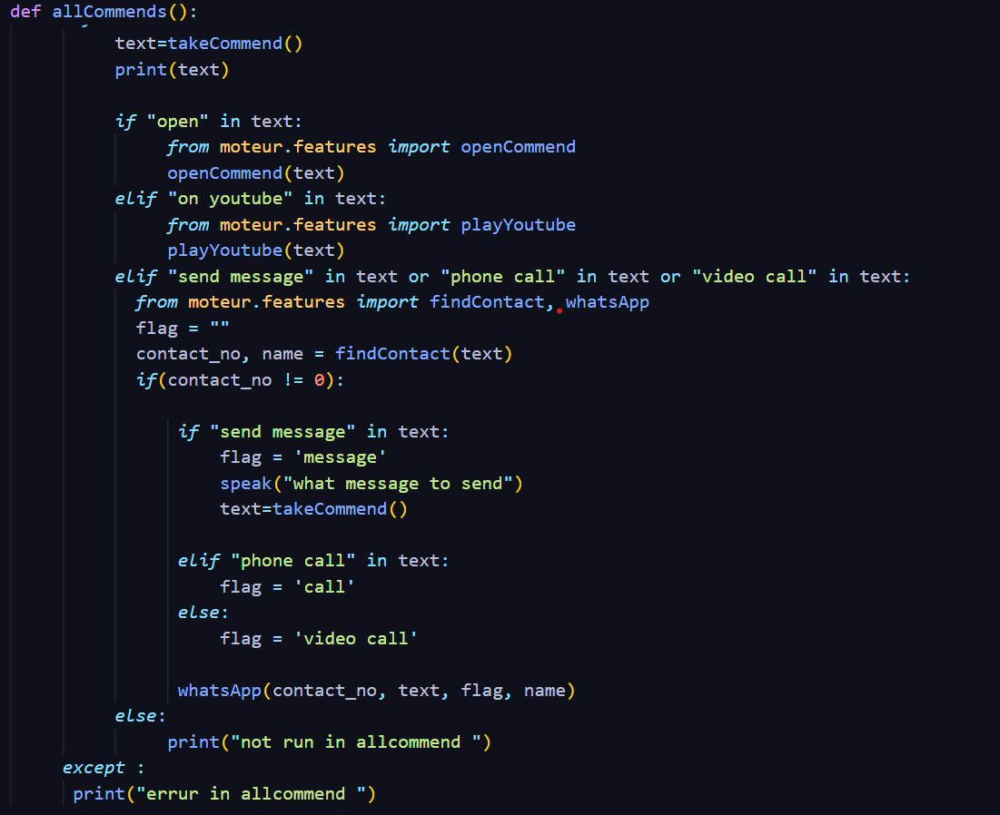 def allCommends():
text=takeCommend()
print(text)
if "open" in text:
from moteur.features import openCommend
openCommend(text)
elif "on youtube" in text:
from moteur.features import playYoutube
playYoutube(text)
elif "send message" in text or "phone call" in text or "video call" in text:
from moteur.features import findContact, whatsApp
flag = ""
contact_no, name = findContact(text)
if(contact_no != 0):
if "send message" in text:
flag = 'message'
speak("what message to send")
text=takeCommend()
elif "phone call" in text:
flag = 'call'
else:
flag = 'video call'
whatsApp(contact_no, text, flag, name)
else:
print("not run in allcommend ")
except :
print("errur in allcommend ")